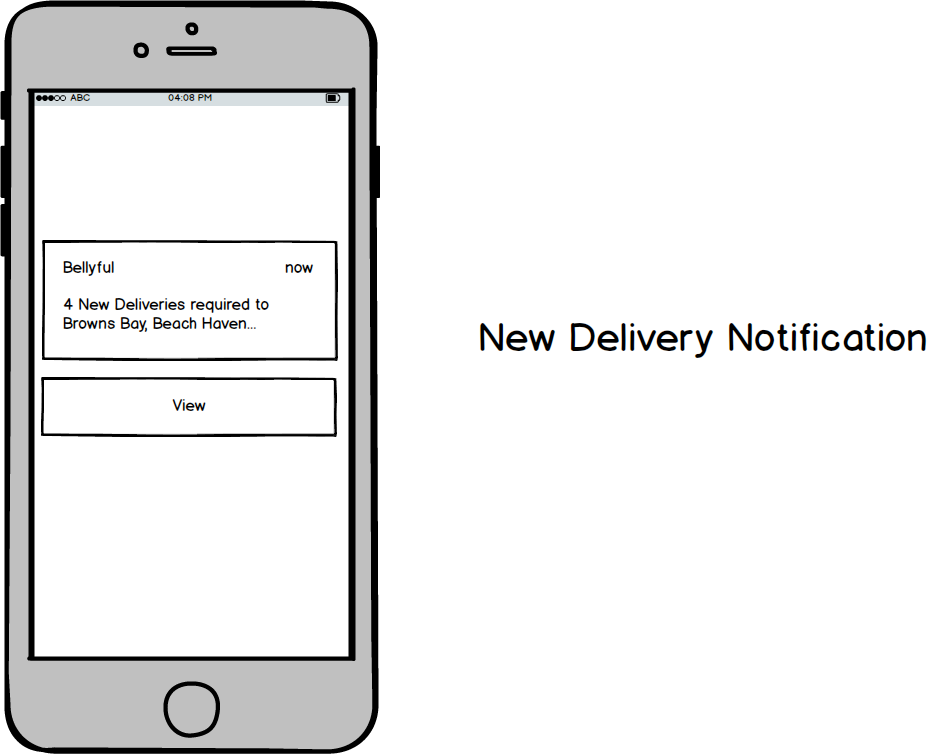 ABC 04:08 PM
Bellyful now
4 New Deliveries required to
Browns Bay, Beach Haven...
View
New Delivery Notification